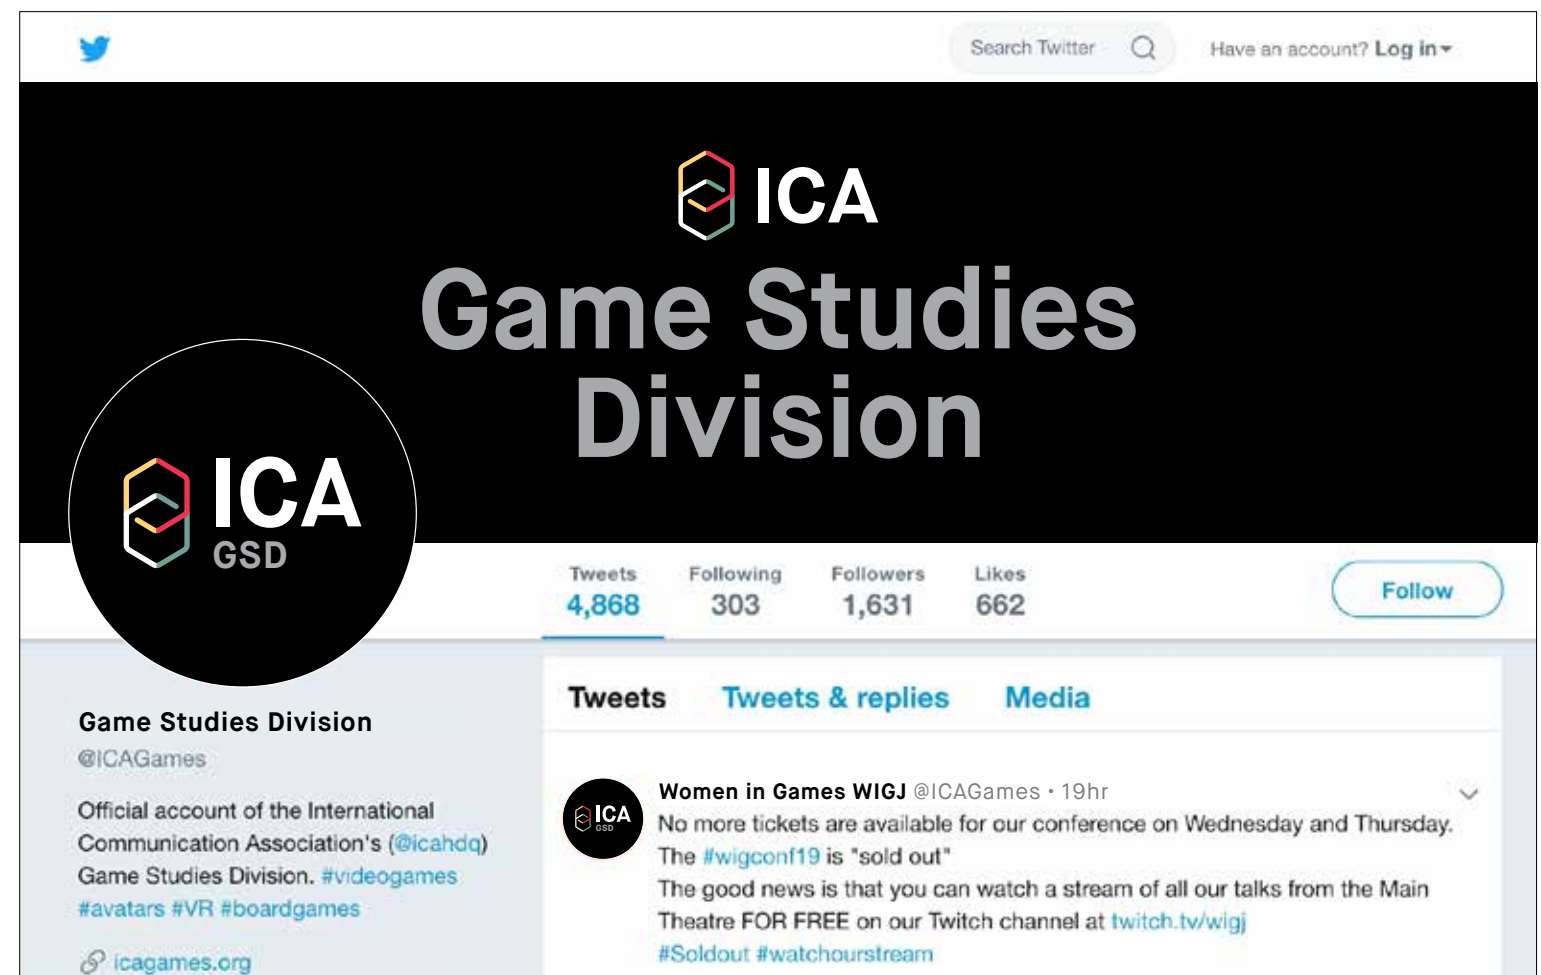 Search Twitter
Have an account? Log in
ICA
Game Studies
Division
ICA
GSD
Tweets Following Followers Likes
4,868 303 1,631 662
Follow
Game Studies Division
@ICAGames
Official account of the International
Communication Association's (@icahdq)
Game Studies Division. #videogames
#avatars #VR #boardgames
icagames.org
Tweets Tweets & replies Media
ICA
GSD
Women in Games WIGJ @ICAGames • 19hr
No more tickets are available for our conference on Wednesday and Thursday.
The #wigconf19 is "sold out"
The good news is that you can watch a stream of all our talks from the Main
Theatre FOR FREE on our Twitch channel at twitch.tv/wigj
#Soldout #watchourstream